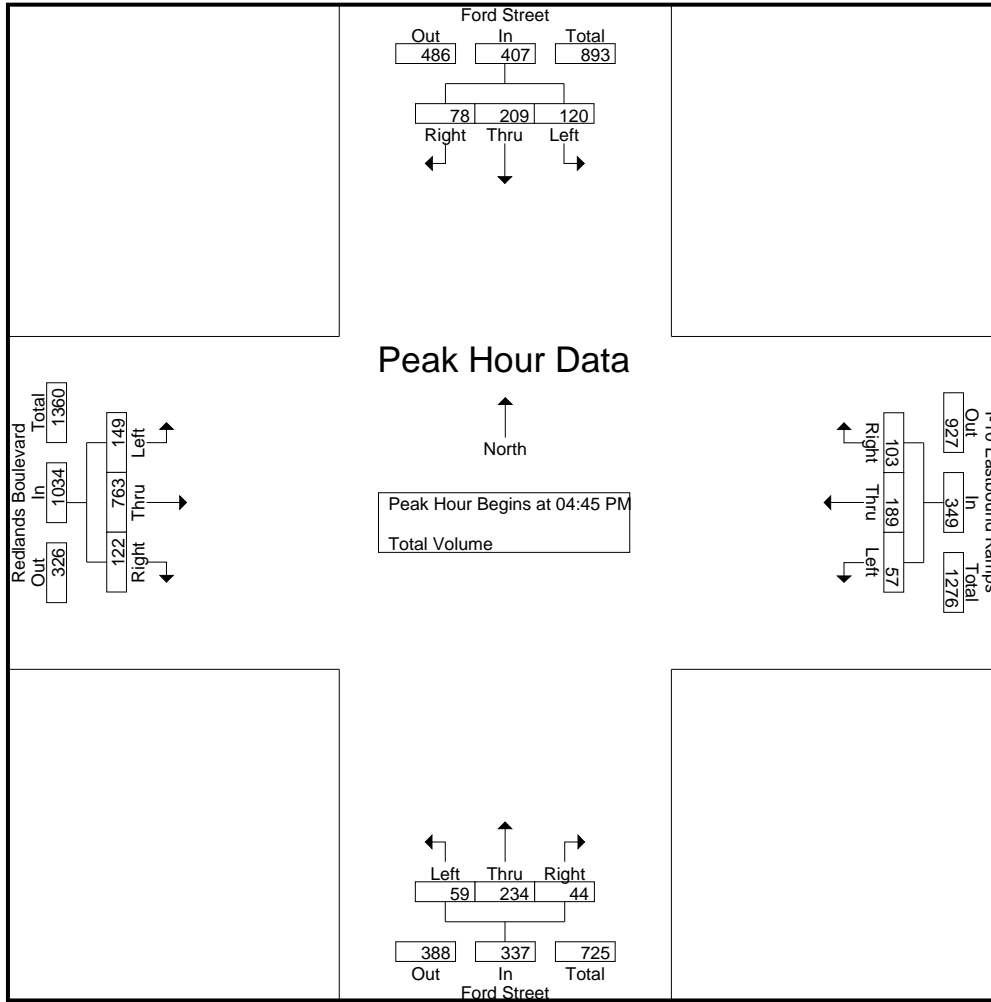 Ford Street
Out In Total
486 407 893
78 209 120
Right Thru Left
Peak Hour Data
North
Peak Hour Begins at 04:45 PM
Total Volume
Redlands Boulevard
Total In Out
1360 1034 326
149 763 122
Left Thru Right
I-10 Eastbound Ramps
Out In Total
927 349 1276
103 189 57
Right Thru Left
Left Thru Right
59 234 44
388 337 725
Out In Total
Ford Street